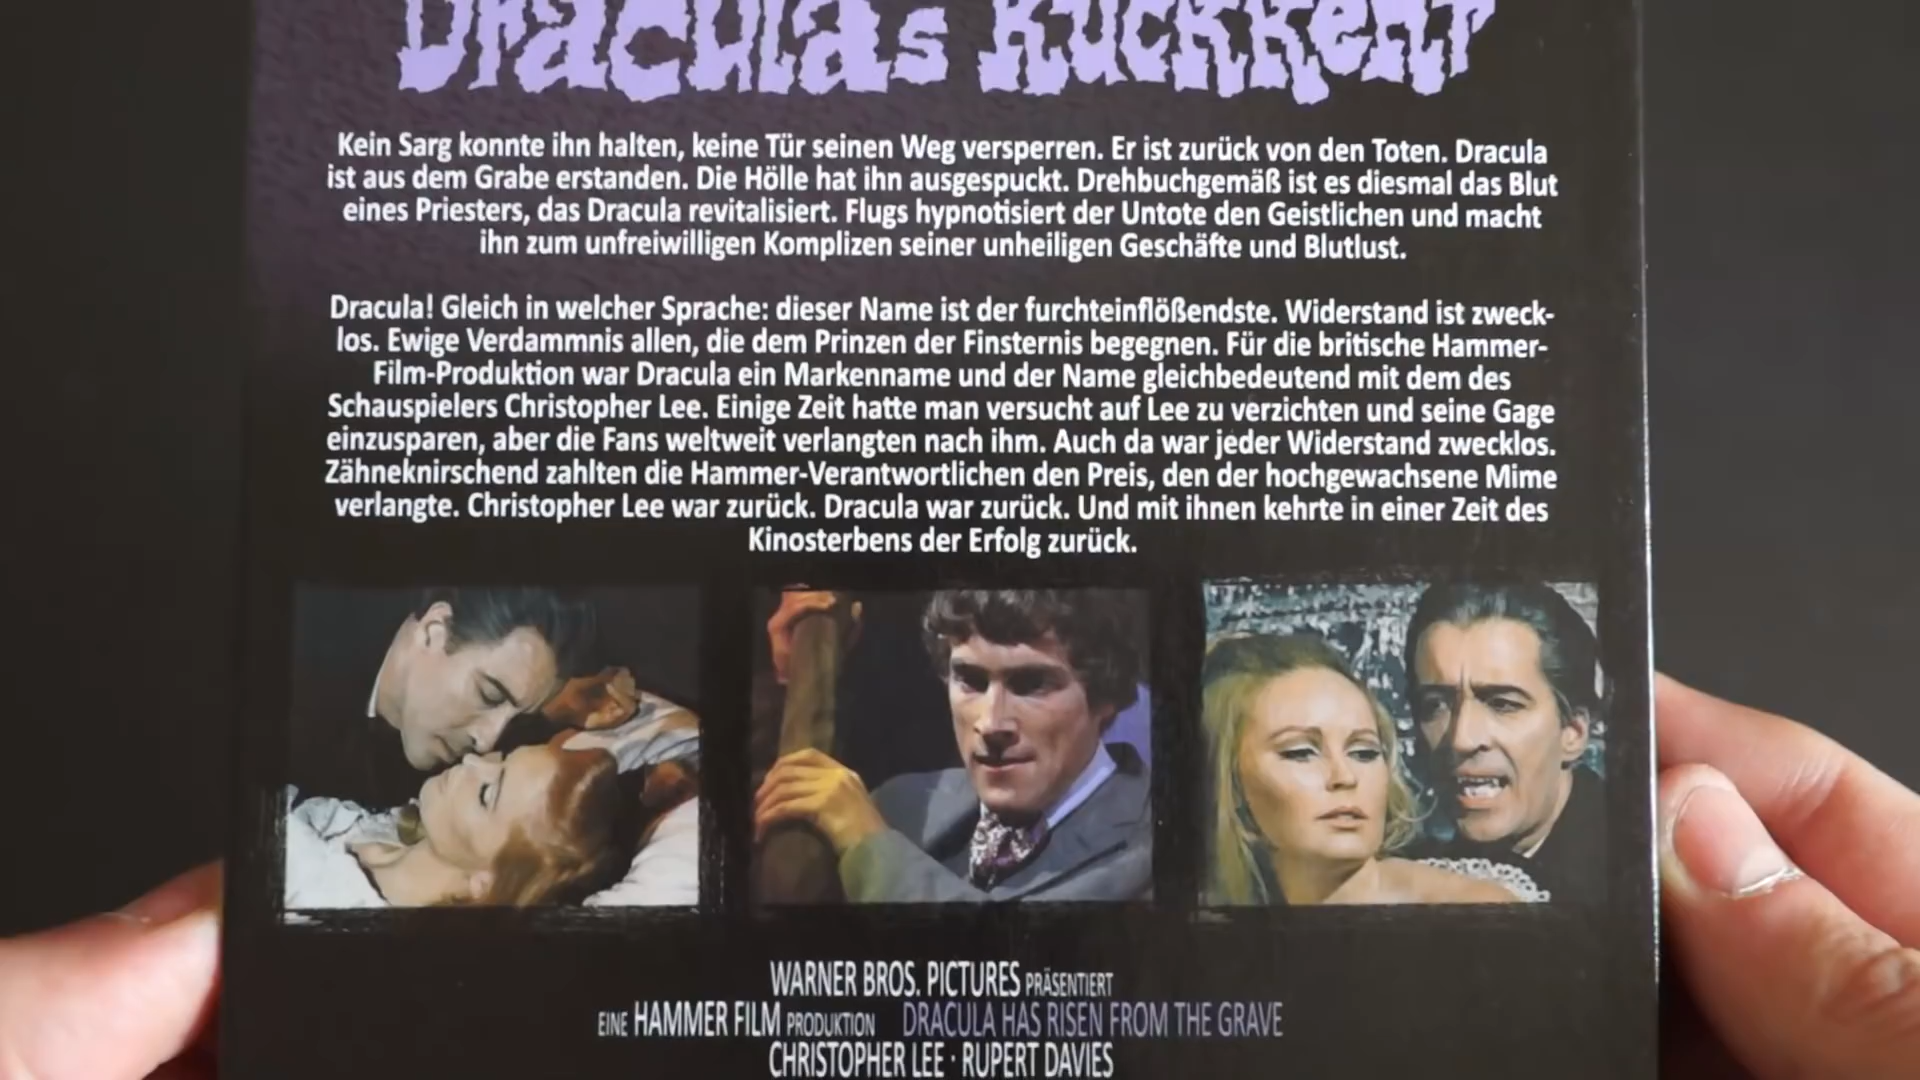 Draculas Rückkehr
Kein Sarg konnte ihn halten, keine Tür seinen Weg versperren. Er ist zurück von den Toten. Dracula
ist aus dem Grabe erstanden. Die Hölle hat ihn ausgespuckt. Drehbuchgemäß ist es diesmal das Blut
eines Priesters, das Dracula revitalisiert. Flugs hypnotisiert der Untote den Geistlichen und macht
ihn zum unfreiwilligen Komplizen seiner unheiligen Geschäfte und Blutlust.
Dracula! Gleich in welcher Sprache: dieser Name ist der furchteinflößendste. Widerstand ist zweck-
los. Ewige Verdammnis allen, die dem Prinzen der Finsternis begegnen. Für die britische Hammer-
Film-Produktion war Dracula ein Markenname und der Name gleichbedeutend mit dem des
Schauspielers Christopher Lee. Einige Zeit hatte man versucht auf Lee zu verzichten und seine Gage
einzusparen, aber die Fans weltweit verlangten nach ihm. Auch da war jeder Widerstand zwecklos.
Zähneknirschend zahlten die Hammer-Verantwortlichen den Preis, den der hochgewachsene Mime
verlangte. Christopher Lee war zurück. Dracula war zurück. Und mit ihnen kehrte in einer Zeit des
Kinosterbens der Erfolg zurück.
WARNER BROS. PICTURES PRÄSENTIERT
EINE HAMMER FILM PRODUKTION DRACULA HAS RISEN FROM THE GRAVE
CHRISTOPHER LEE · RUPERT DAVIES